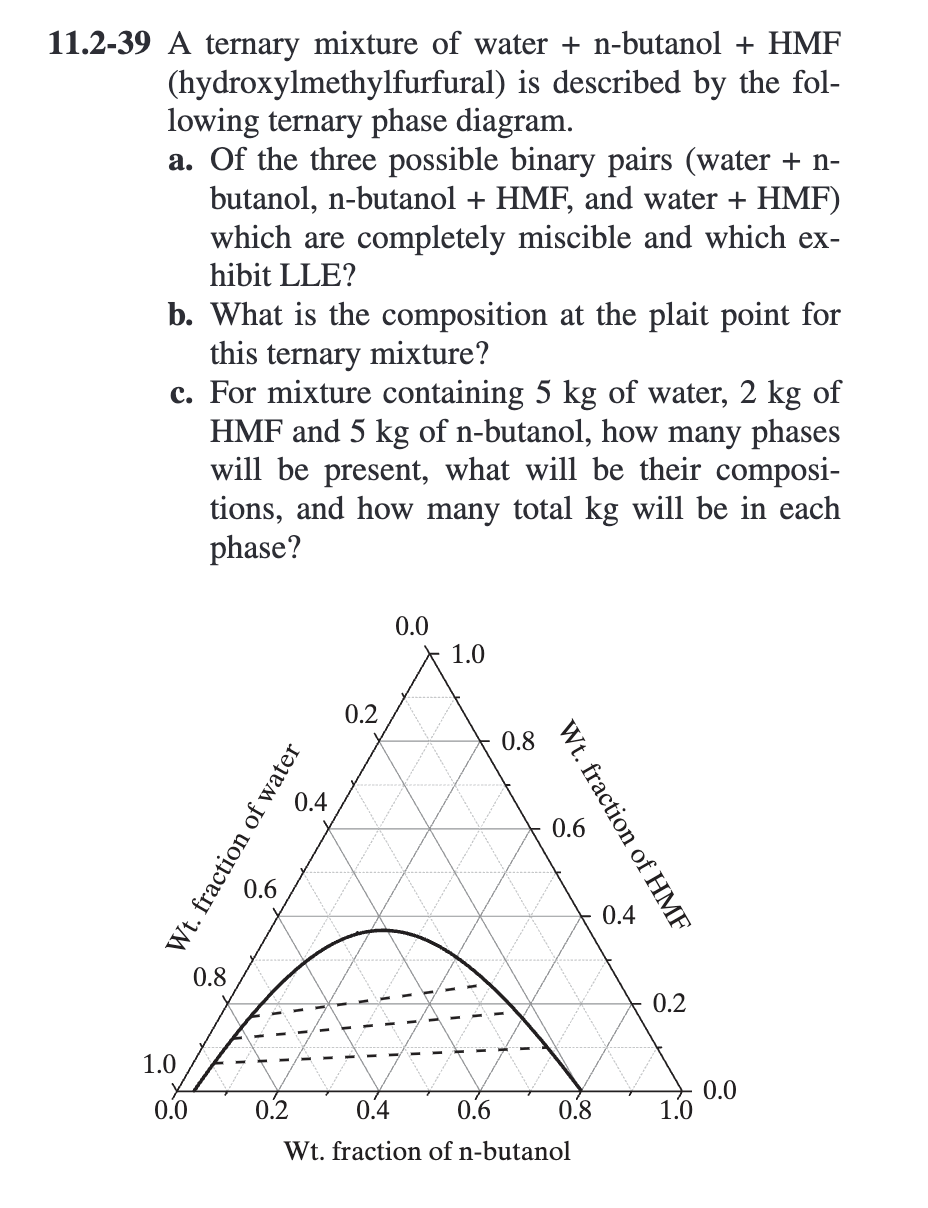 11.2-39 A ternary mixture of water + n-butanol + HMF
(hydroxylmethylfurfural) is described by the fol-
lowing ternary phase diagram.
a. Of the three possible binary pairs (water + n-
butanol, n-butanol + HMF, and water + HMF)
which are completely miscible and which ex-
hibit LLE?
b. What is the composition at the plait point for
this ternary mixture?
c. For mixture containing 5 kg of water, 2 kg of
HMF and 5 kg of n-butanol, how many phases
will be present, what will be their composi-
tions, and how many total kg will be in each
phase?
0.0
1.0
0.2
0.8
Wt. fraction of water
Wt. fraction of HMF
0.4
0.6
0.6
0.4
0.8
0.2
1.0
0.0
0.0 0.2 0.4 0.6 0.8 1.0
Wt. fraction of n-butanol